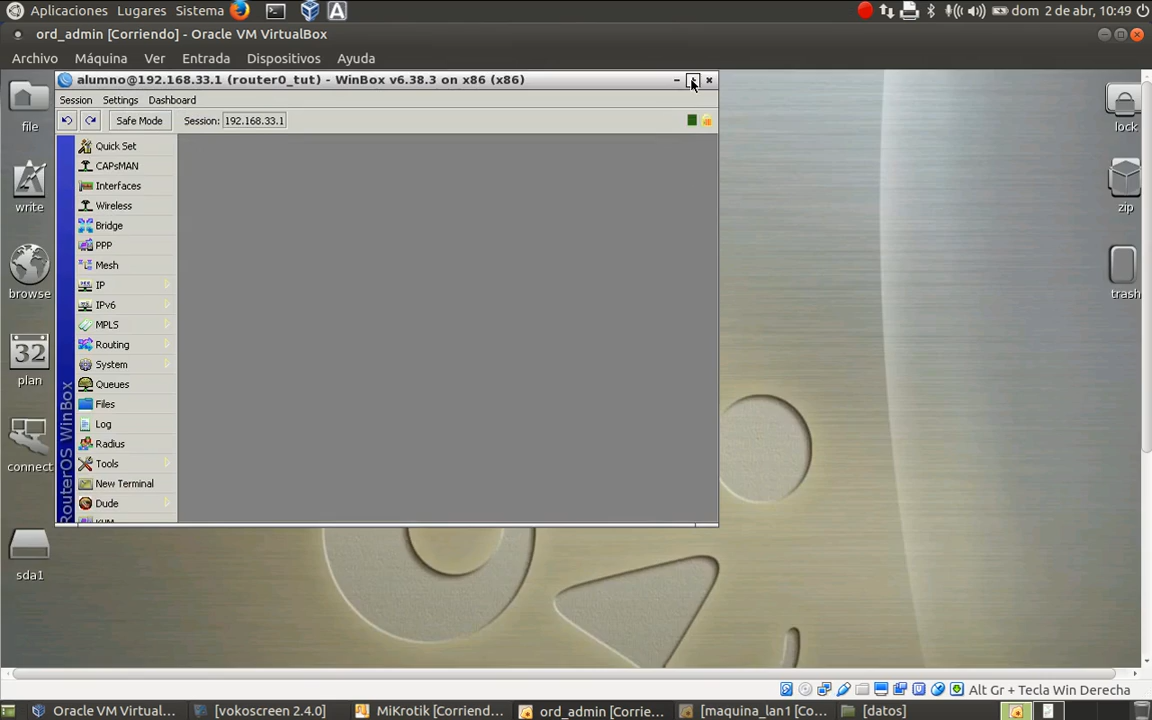 Aplicaciones Lugares Sistema dom 2 de abr, 10:49
ord_admin [Corriendo] - Oracle VM VirtualBox
Archivo Máquina Ver Entrada Dispositivos Ayuda
alumno@192.168.33.1 (router0_tut) - WinBox v6.38.3 on x86 (x86)
Session Settings Dashboard
Safe Mode Session: 192.168.33.1
Quick Set
CAPsMAN
Interfaces
Wireless
Bridge
PPP
Mesh
IP
IPv6
MPLS
Routing
System
Queues
Files
Log
Radius
Tools
New Terminal
Dude
RouterOS WinBox
file
write
browse
32
plan
connect
sda1
lock
zip
trash
Alt Gr + Tecla Win Derecha
Oracle VM Virtual... [vokoscreen 2.4.0] MiKrotik [Corrien... ord_admin [Corrie... [maquina_lan1 [Co... [datos]